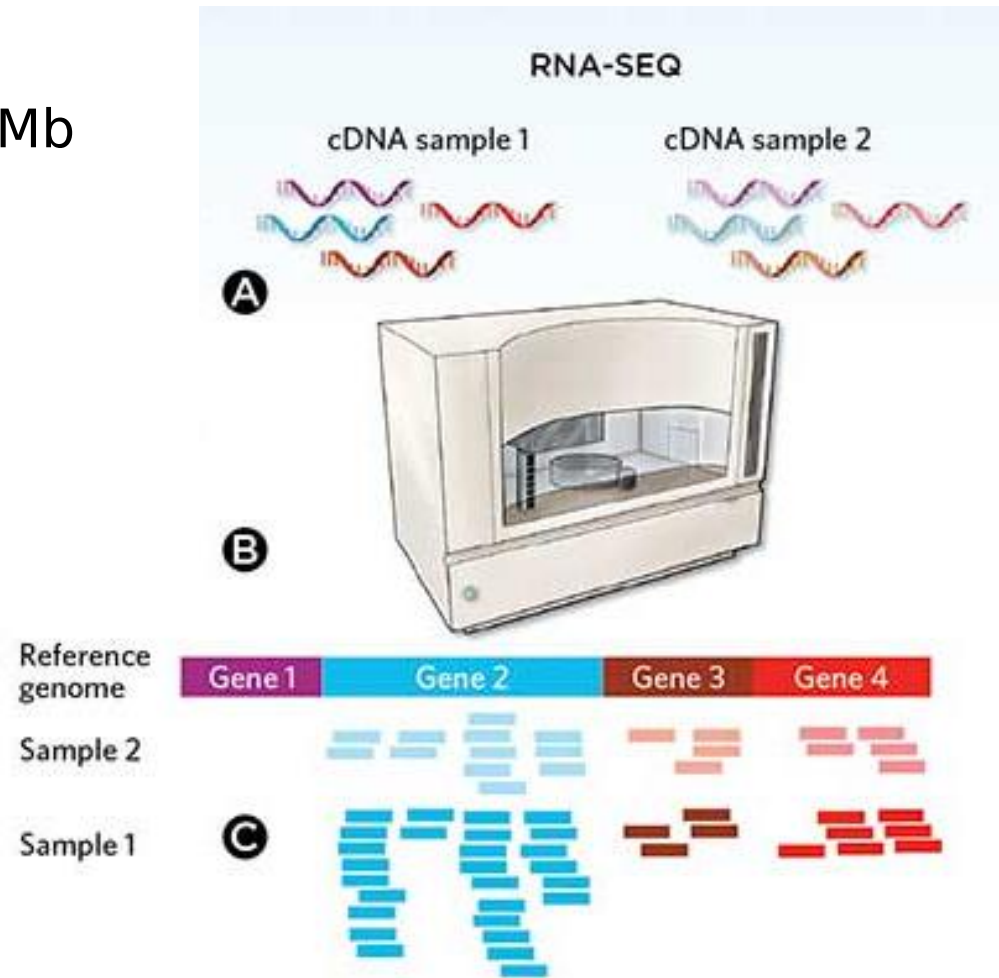 Mb
RNA-SEQ
cDNA sample 1
cDNA sample 2
A
B
Reference
genome
Gene 1
Gene 2
Gene 3
Gene 4
Sample 2
C
Sample 1